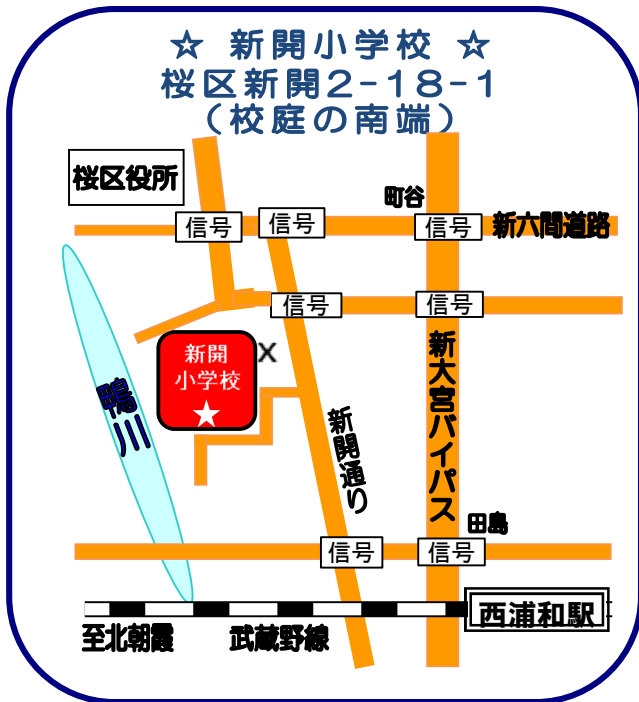 ☆ 新開小学校 ☆
桜区新開2-18-1
（校庭の南端）
桜区役所
町谷
信号
信号
信号
新六間道路
信号
信号
新開
小学校
X
鴨川
新開通り
新大宮バイパス
田島
信号
信号
西浦和駅
至北朝霞
武蔵野線